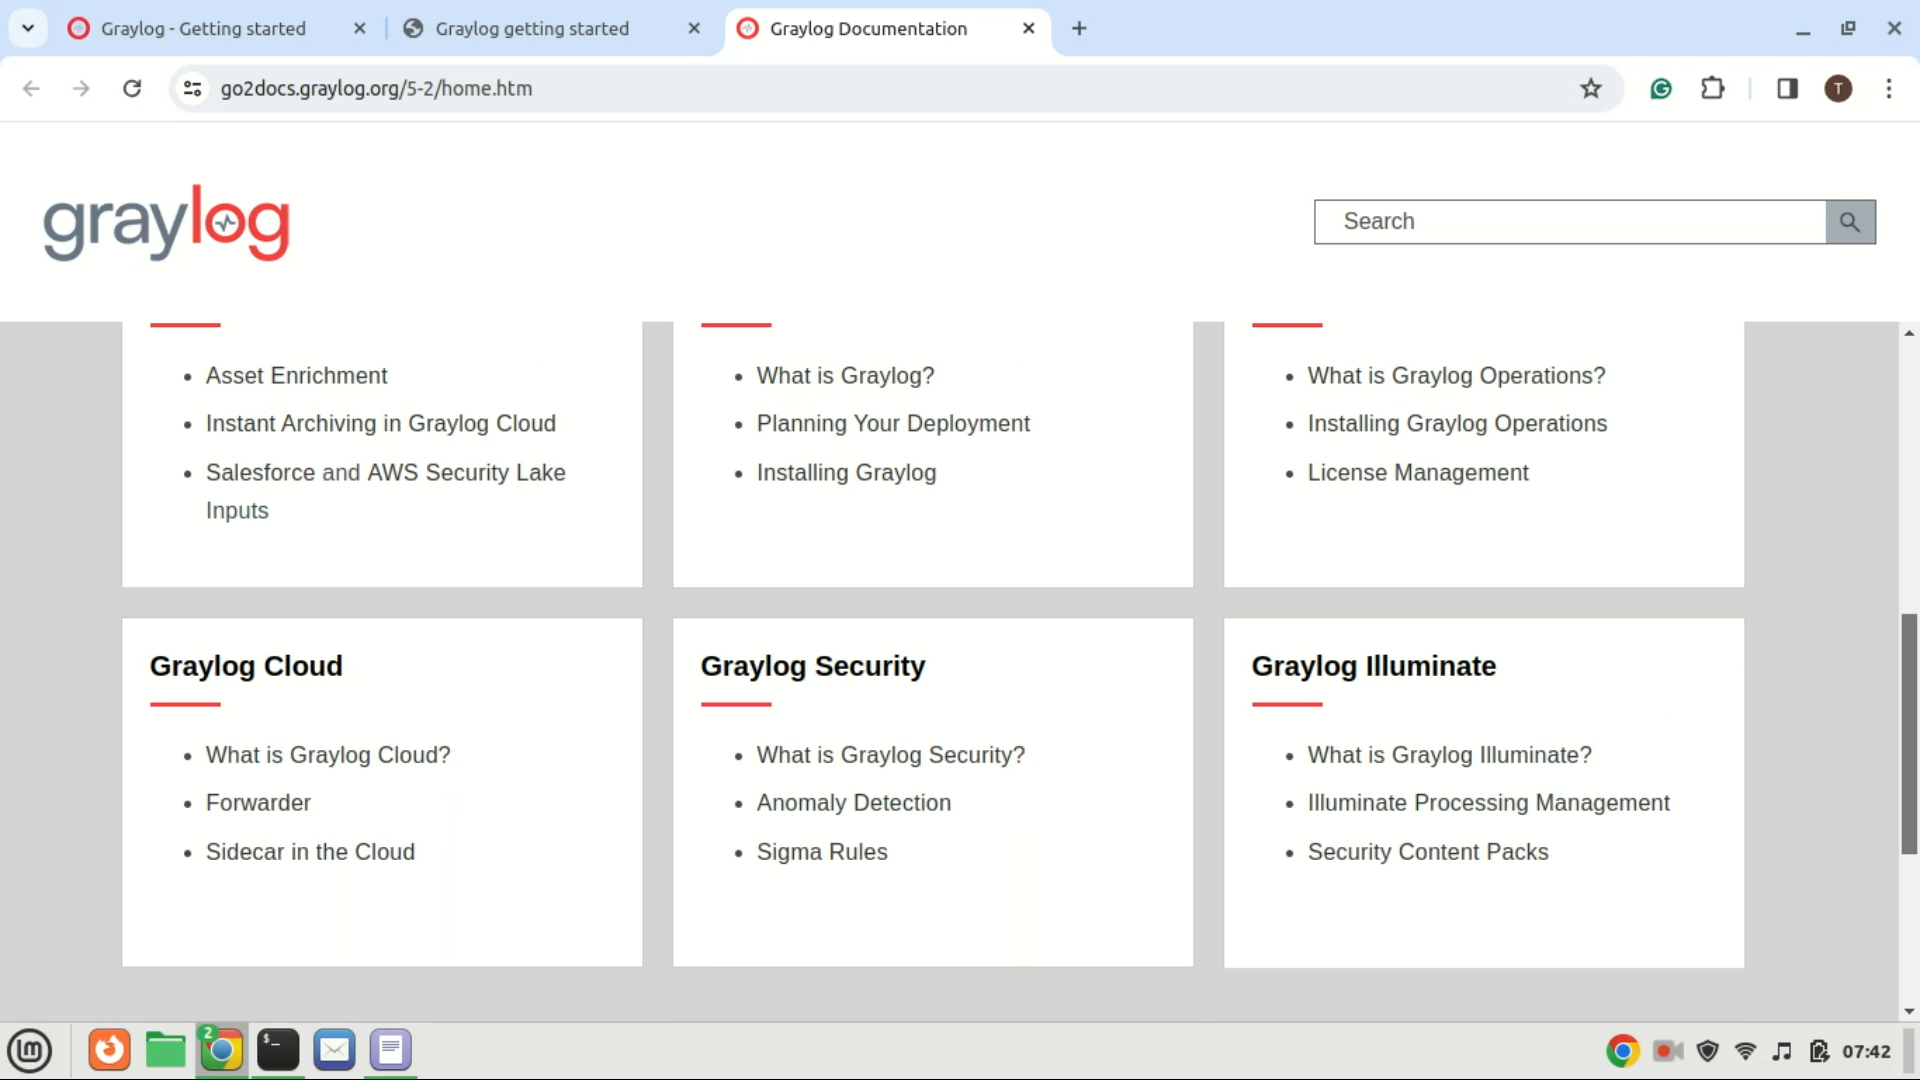 Graylog - Getting started
Graylog getting started
Graylog Documentation
go2docs.graylog.org/5-2/home.htm
T
graylog
Search
Asset Enrichment
Instant Archiving in Graylog Cloud
Salesforce and AWS Security Lake
Inputs
What is Graylog?
Planning Your Deployment
Installing Graylog
What is Graylog Operations?
Installing Graylog Operations
License Management
Graylog Cloud
What is Graylog Cloud?
Forwarder
Sidecar in the Cloud
Graylog Security
What is Graylog Security?
Anomaly Detection
Sigma Rules
Graylog Illuminate
What is Graylog Illuminate?
Illuminate Processing Management
Security Content Packs
2
$_
07:42